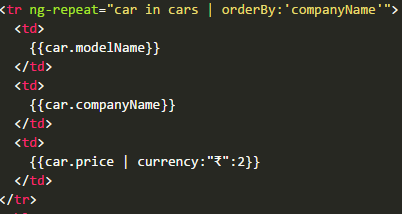 <tr ng-repeat="car in cars | orderBy:'companyName'">
<td>
{{car.modelName}}
</td>
<td>
{{car.companyName}}
</td>
<td>
{{car.price | currency:"₹":2}}
</td>
</tr>